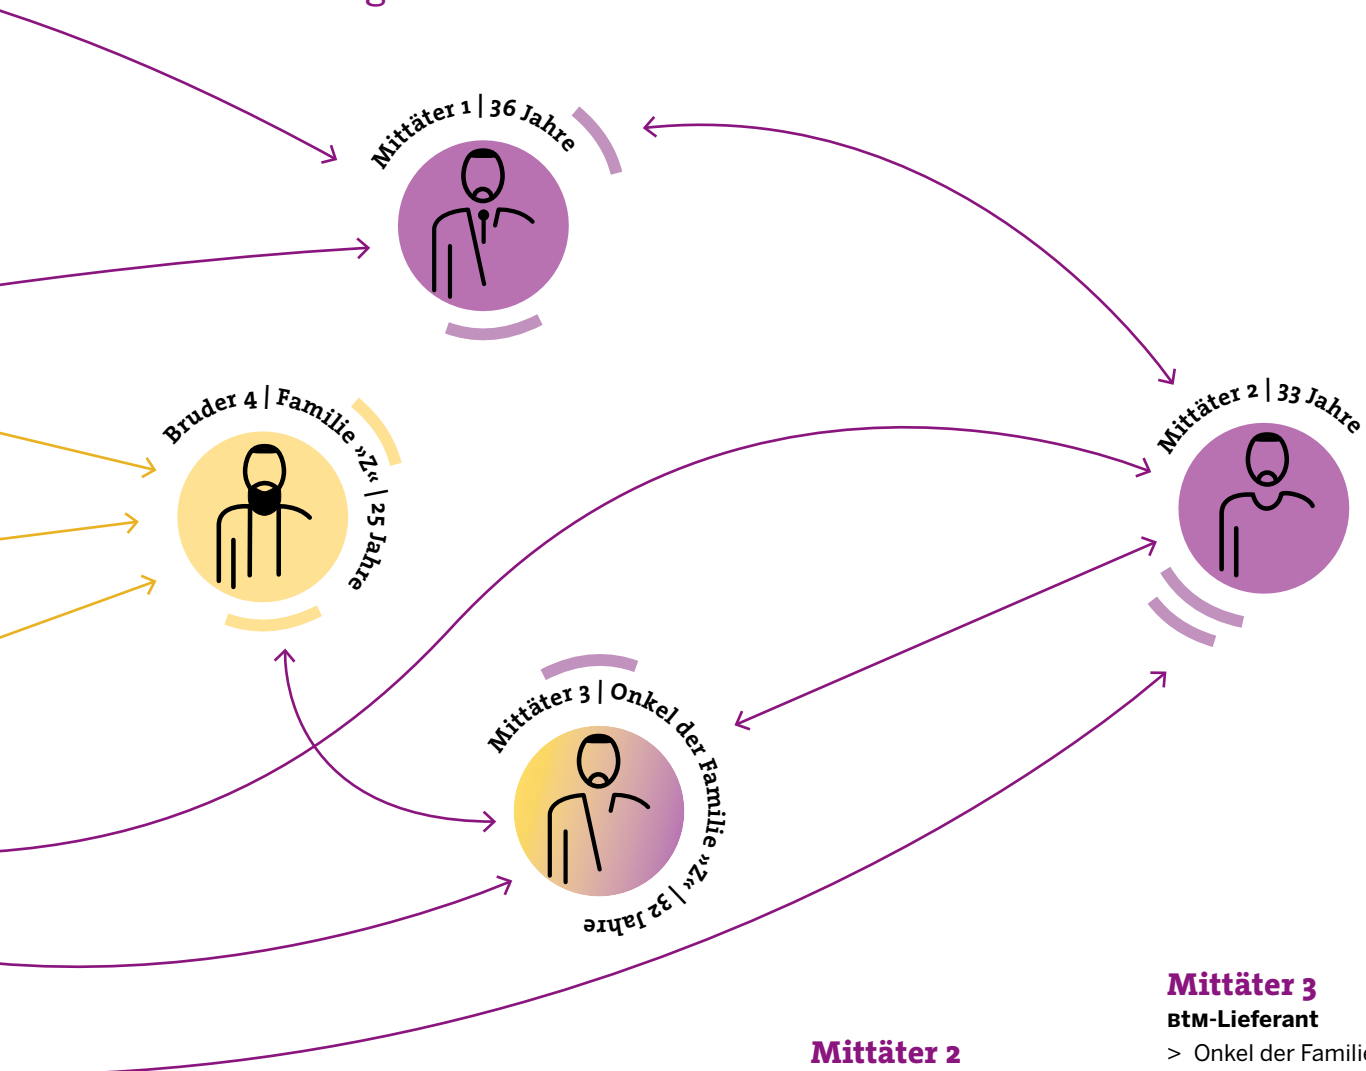 g
Mittäter 1 | 36 Jahre
Mittäter 2 | 33 Jahre
Bruder 4 | Familie »Z« | 25 Jahre
Mittäter 3 | Onkel der Familie »Z« | 32 Jahre
Mittäter 2
Mittäter 3
BtM-Lieferant
> Onkel der Familie